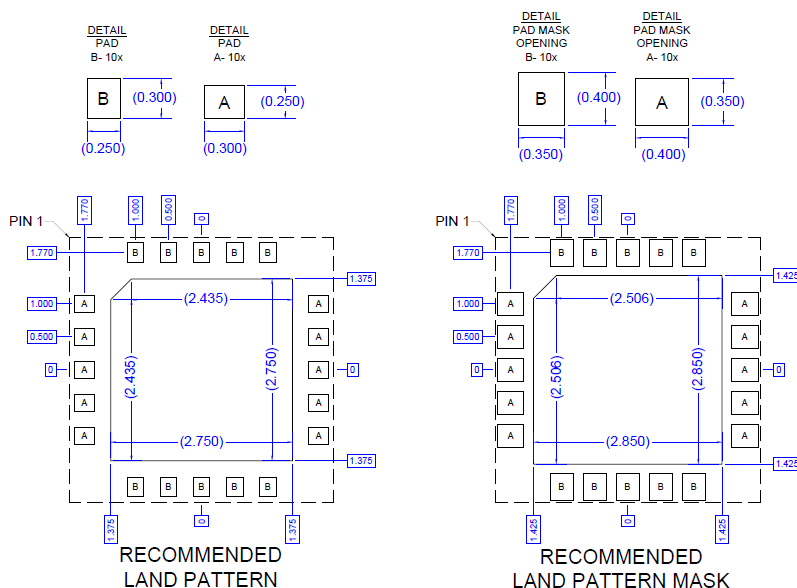 DETAIL
PAD
B- 10x
DETAIL
PAD
A- 10x
B
(0.300)
(0.250)
A
(0.250)
(0.300)
DETAIL
PAD MASK
OPENING
B- 10x
DETAIL
PAD MASK
OPENING
A- 10x
B
(0.400)
(0.350)
A
(0.350)
(0.400)
PIN 1
1.770
1.000
0.500
0
1.770
B B B B B
1.375
1.000
A
(2.435)
A
0.500
A
A
0
A
(2.435)
(2.750)
A
0
A
A
A
(2.750)
A
1.375
B B B B B
1.375
0
1.375
RECOMMENDED
LAND PATTERN
PIN 1
1.770
1.000
0.500
0
1.770
B B B B B
1.425
1.000
A
(2.506)
A
0.500
A
A
0
A
(2.506)
(2.850)
A
0
A
A
A
(2.850)
A
1.425
B B B B B
1.425
0
1.425
RECOMMENDED
LAND PATTERN MASK